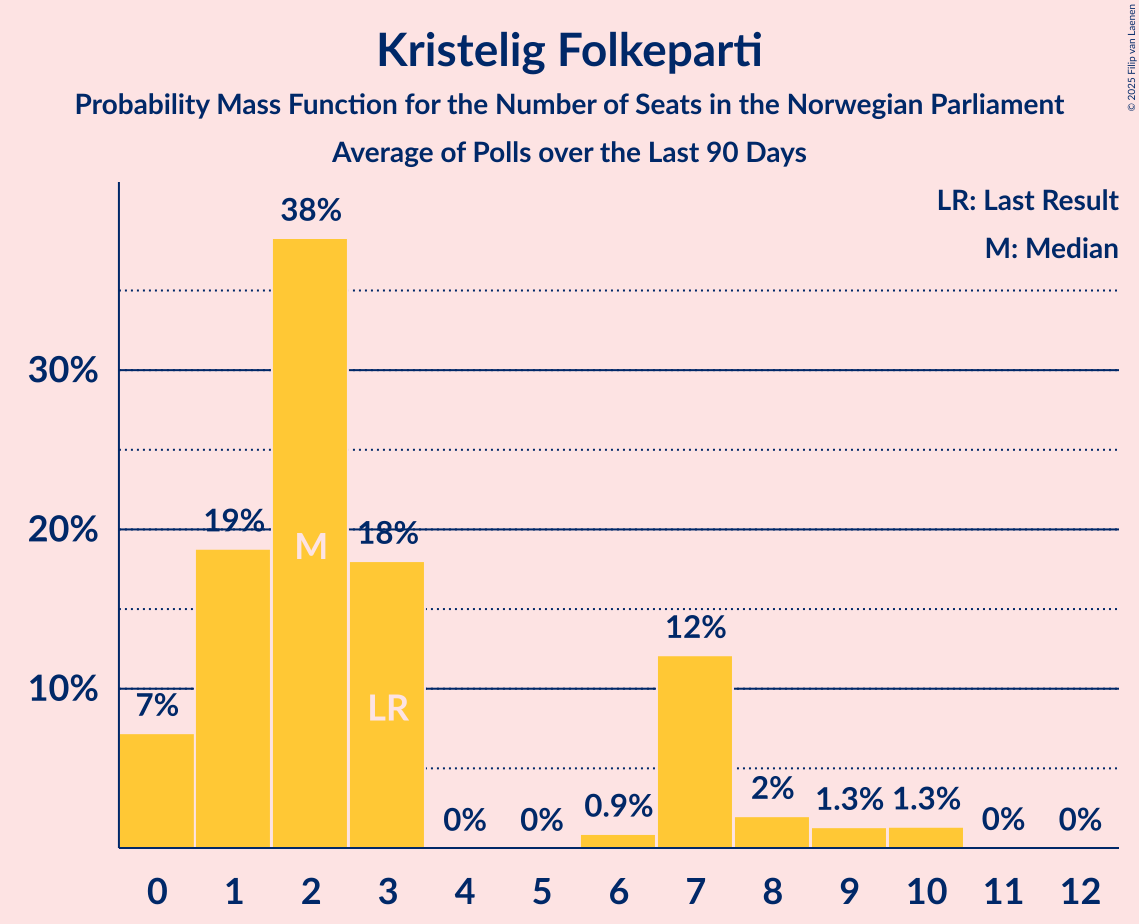 Kristelig Folkeparti
Probability Mass Function for the Number of Seats in the Norwegian Parliament
Average of Polls over the Last 90 Days
© 2025 Filip van Laenen
LR: Last Result
M: Median
30%
20%
10%
7%
19%
38%
18%
0%
0%
0.9%
12%
2%
1.3%
1.3%
0%
0%
M
LR
0 1 2 3 4 5 6 7 8 9 10 11 12